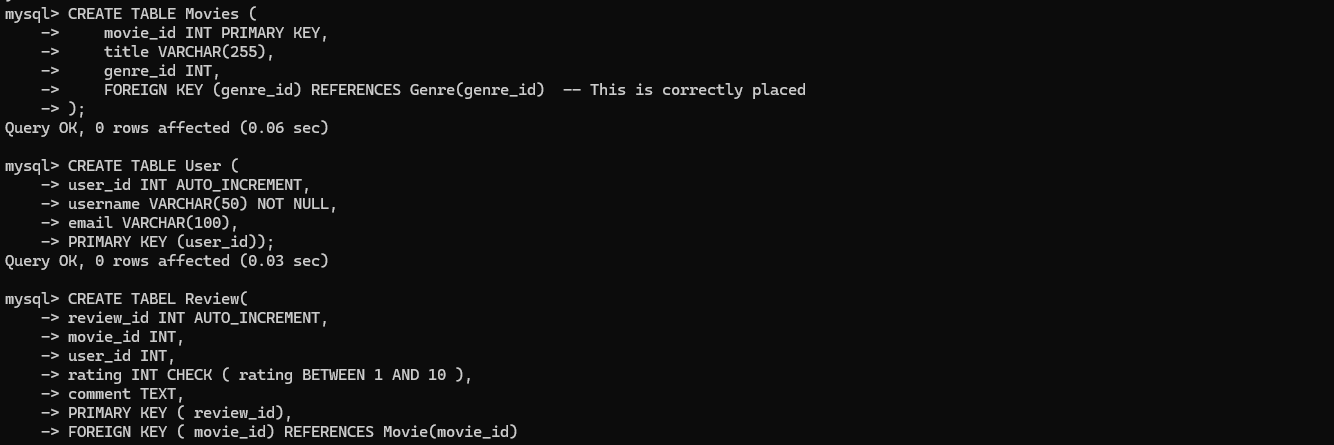 mysql> CREATE TABLE Movies (
    ->     movie_id INT PRIMARY KEY,
    ->     title VARCHAR(255),
    ->     genre_id INT,
    ->     FOREIGN KEY (genre_id) REFERENCES Genre(genre_id)  -- This is correctly placed
    -> );
Query OK, 0 rows affected (0.06 sec)

mysql> CREATE TABLE User (
    -> user_id INT AUTO_INCREMENT,
    -> username VARCHAR(50) NOT NULL,
    -> email VARCHAR(100),
    -> PRIMARY KEY (user_id));
Query OK, 0 rows affected (0.03 sec)

mysql> CREATE TABEL Review(
    -> review_id INT AUTO_INCREMENT,
    -> movie_id INT,
    -> user_id INT,
    -> rating INT CHECK ( rating BETWEEN 1 AND 10 ),
    -> comment TEXT,
    -> PRIMARY KEY ( review_id),
    -> FOREIGN KEY ( movie_id) REFERENCES Movie(movie_id)